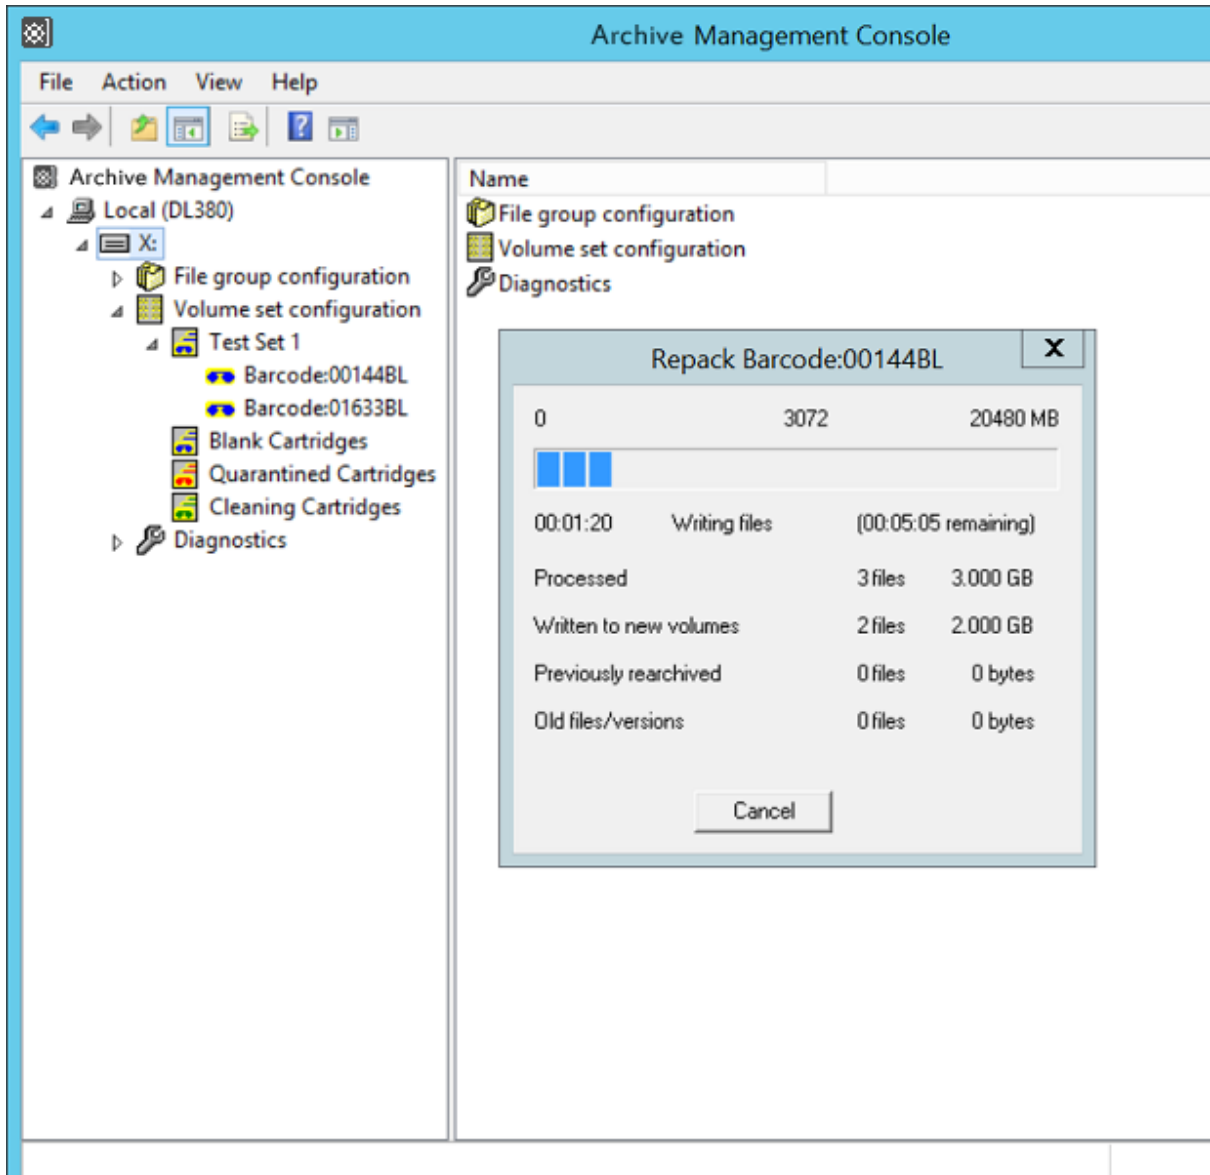 Archive Management Console
File Action View Help
Archive Management Console
Local (DL380)
X:
File group configuration
Volume set configuration
Test Set 1
Barcode:00144BL
Barcode:01633BL
Blank Cartridges
Quarantined Cartridges
Cleaning Cartridges
Diagnostics
Name
File group configuration
Volume set configuration
Diagnostics
Repack Barcode:00144BL X
0 3072 20480 MB
00:01:20 Writing files (00:05:05 remaining)
Processed 3 files 3.000 GB
Written to new volumes 2 files 2.000 GB
Previously rearchived 0 files 0 bytes
Old files/versions 0 files 0 bytes
Cancel